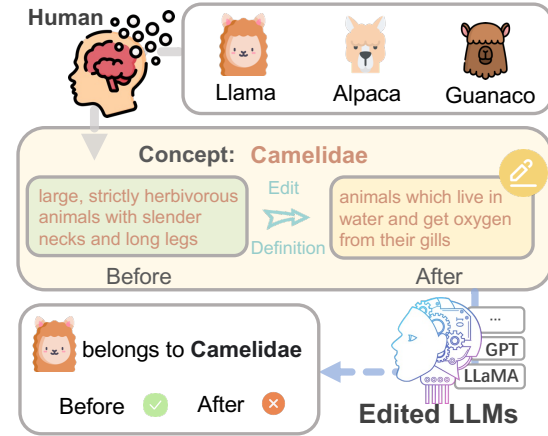 Human
Llama
Alpaca
Guanaco
Concept: Camelidae
large, strictly herbivorous
animals with slender
necks and long legs
Edit
Definition
animals which live in
water and get oxygen
from their gills
Before
After
belongs to Camelidae
Before
After
...
GPT
LLaMA
Edited LLMs